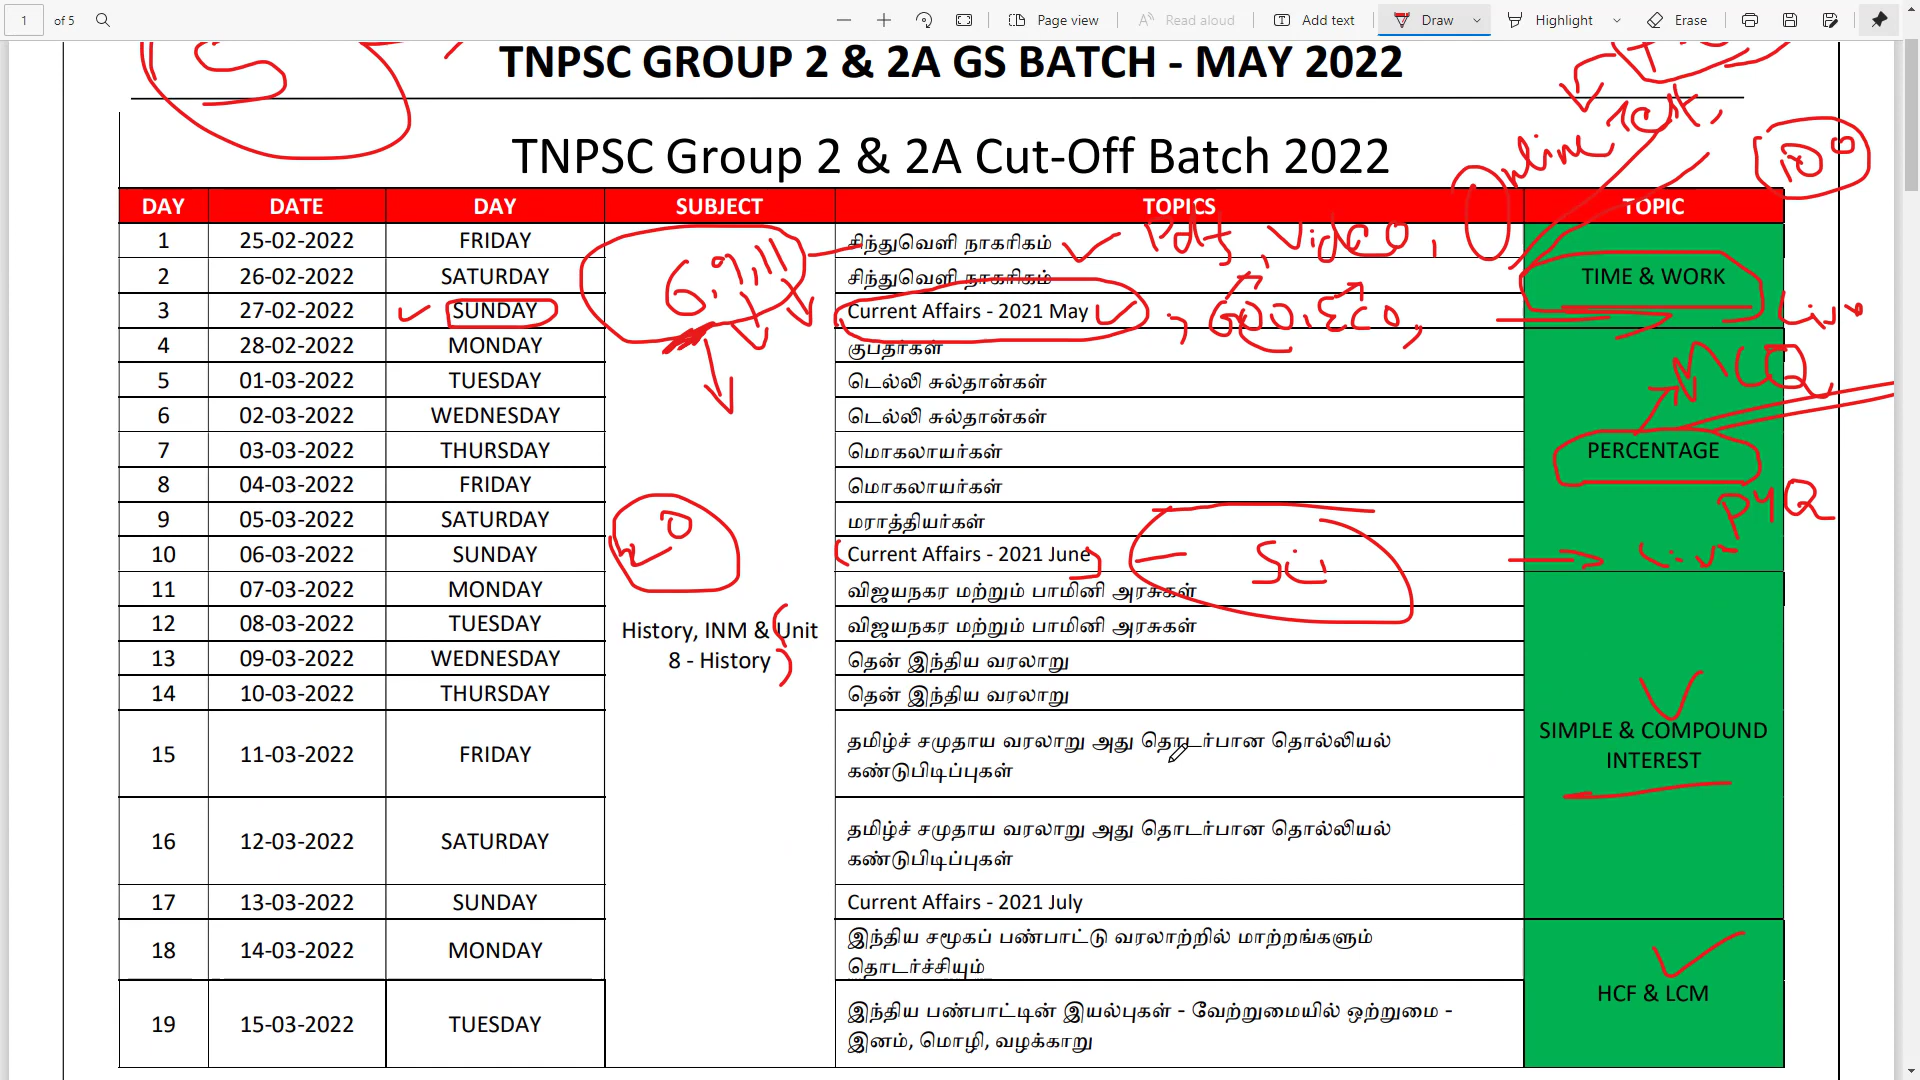 1 of 5 Page view Read aloud Add text Draw Highlight Erase
TNPSC GROUP 2 & 2A GS BATCH - MAY 2022
TNPSC Group 2 & 2A Cut-Off Batch 2022
DAY DATE DAY SUBJECT TOPICS TOPIC
1 25-02-2022 FRIDAY சிந்துவெளி நாகரிகம்
2 26-02-2022 SATURDAY சிந்துவெளி நாகரிகம் TIME & WORK
3 27-02-2022 SUNDAY Current Affairs - 2021 May
4 28-02-2022 MONDAY குப்தர்கள்
5 01-03-2022 TUESDAY டெல்லி சுல்தான்கள்
6 02-03-2022 WEDNESDAY டெல்லி சுல்தான்கள்
7 03-03-2022 THURSDAY மொகலாயர்கள் PERCENTAGE
8 04-03-2022 FRIDAY மொகலாயர்கள்
9 05-03-2022 SATURDAY மராத்தியர்கள்
10 06-03-2022 SUNDAY Current Affairs - 2021 June
11 07-03-2022 MONDAY விஜயநகர மற்றும் பாமினி அரசுகள்
12 08-03-2022 TUESDAY விஜயநகர மற்றும் பாமினி அரசுகள்
History, INM & Unit
8 - History
13 09-03-2022 WEDNESDAY தென் இந்திய வரலாறு
14 10-03-2022 THURSDAY தென் இந்திய வரலாறு
15 11-03-2022 FRIDAY தமிழ்ச் சமுதாய வரலாறு அது தொடர்பான தொல்லியல்
கண்டுபிடிப்புகள்
SIMPLE & COMPOUND
INTEREST
16 12-03-2022 SATURDAY தமிழ்ச் சமுதாய வரலாறு அது தொடர்பான தொல்லியல்
கண்டுபிடிப்புகள்
17 13-03-2022 SUNDAY Current Affairs - 2021 July
18 14-03-2022 MONDAY இந்திய சமூகப் பண்பாட்டு வரலாற்றில் மாற்றங்களும்
தொடர்ச்சியும்
HCF & LCM
19 15-03-2022 TUESDAY இந்திய பண்பாட்டின் இயல்புகள் - வேற்றுமையில் ஒற்றுமை -
இனம், மொழி, வழக்காறு
Pdf, Video, Online
6, 9, 11
MCQ
PYQ
Sci